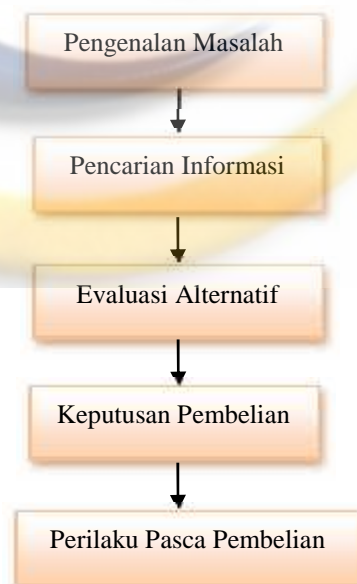 Pengenalan Masalah
Pencarian Informasi
Evaluasi Alternatif
Keputusan Pembelian
Perilaku Pasca Pembelian